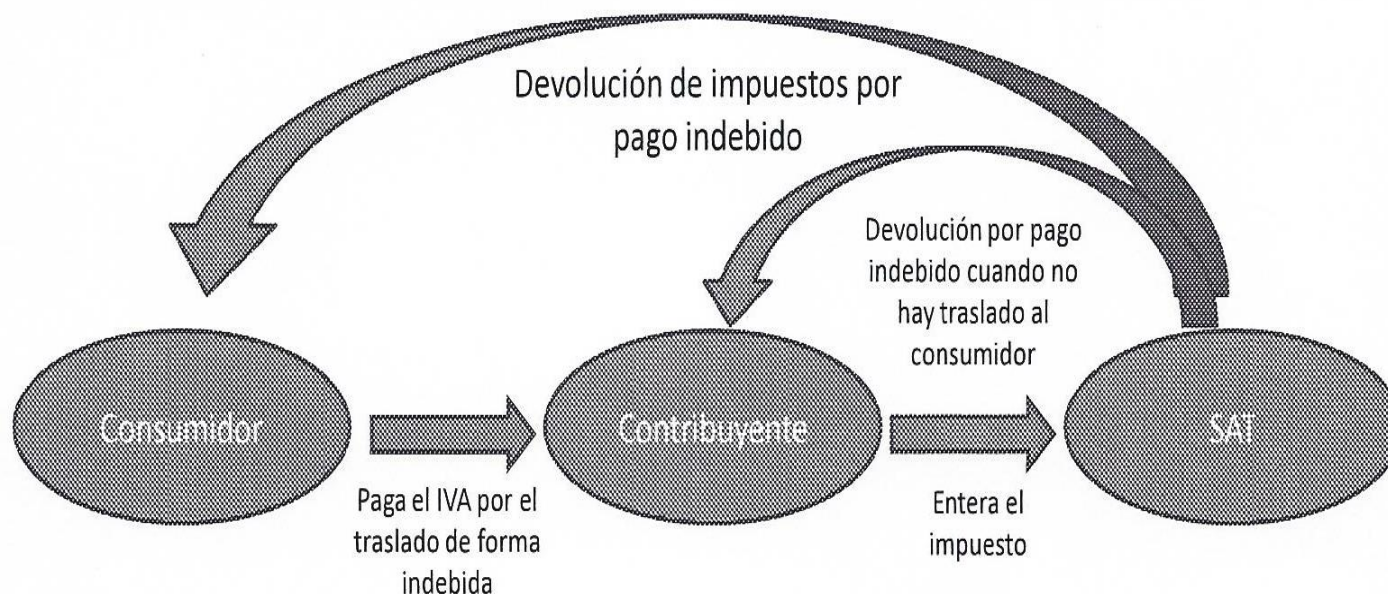 Devolución de impuestos por
pago indebido
Devolución por pago
indebido cuando no
hay traslado al
consumidor
Consumidor
Contribuyente
SAT
Paga el IVA por el
traslado de forma
indebida
Entera el
impuesto